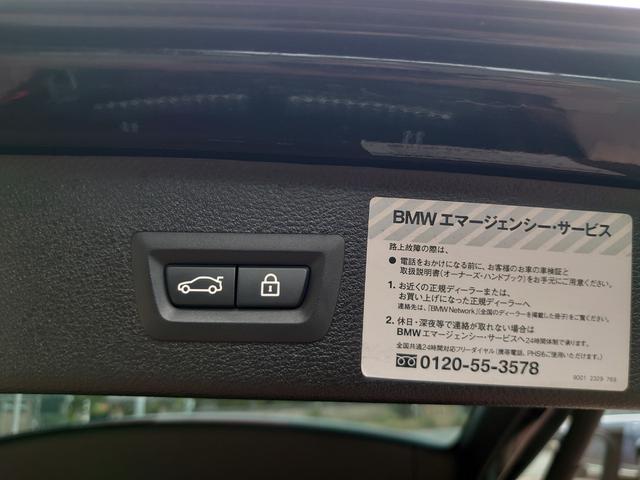 BMW エマージェンシー・サービス
路上故障の際は、
● 電話をおかけになる前に、お客様のお車の車検証と
取扱説明書(オーナーズ・ハンドブック)をお手元にご用意ください。
1. お近くの正規ディーラーまたは、
お買い上げになった正規ディーラーへ
連絡先は、「BMW Network」(全国のディーラーを掲載した冊子)をご覧ください。
2. 休日・深夜等で連絡が取れない場合は
BMW エマージェンシー・サービスへ24時間体制で承ります。
全国共通24時間対応フリーダイヤル(携帯電話、PHSもご使用いただけます。)
0120-55-3578
9001 2329 769